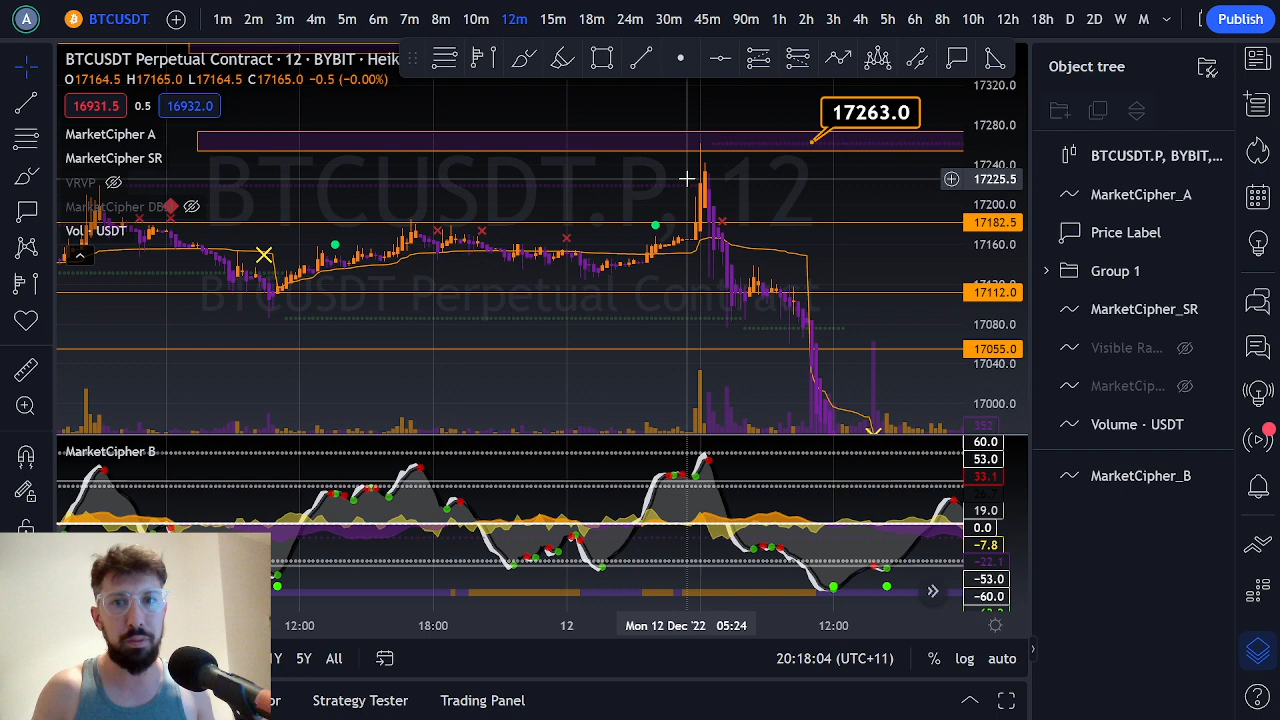 A BTCUSDT 1m 2m 3m 4m 5m 6m 7m 8m 10m 12m 15m 18m 24m 30m 45m 90m 1h 2h 3h 4h 5h 6h 8h 10h 12h 18h D 2D W M Publish
BTCUSDT Perpetual Contract · 12 · BYBIT · Heik
O17164.5 H17165.0 L17164.5 C17165.0 −0.5 (−0.00%)
16931.5 0.5 16932.0
MarketCipher A
MarketCipher SR
VRVP
MarketCipher DB
Vol · USDT
BTCUSDT.P, 12
BTCUSDT Perpetual Contract
17263.0
17320.0
17280.0
17240.0
17225.5
17200.0
17182.5
17160.0
17112.0
17080.0
17055.0
17040.0
17000.0
352
MarketCipher B
60.0
53.0
33.1
26.7
19.0
0.0
−7.8
−22.1
−53.0
−60.0
12:00 18:00 12 Mon 12 Dec '22 05:24 12:00
1Y 5Y All 20:18:04 (UTC+11) % log auto
Strategy Tester Trading Panel
Object tree
BTCUSDT.P, BYBIT,...
MarketCipher_A
Price Label
Group 1
MarketCipher_SR
Visible Ra...
MarketCip...
Volume · USDT
MarketCipher_B